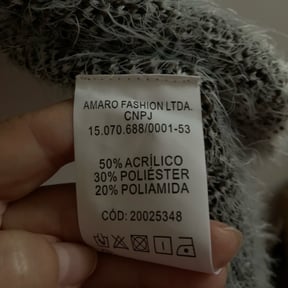 AMARO FASHION LTDA.
CNPJ
15.070.688/0001-53
50% ACRÍLICO
30% POLIÉSTER
20% POLIAMIDA
CÓD: 20025348